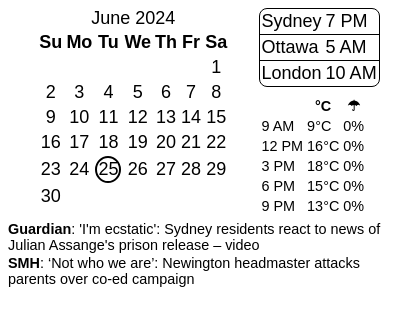 June 2024
Su Mo Tu We Th Fr Sa
1
2 3 4 5 6 7 8
9 10 11 12 13 14 15
16 17 18 19 20 21 22
23 24 25 26 27 28 29
30
Sydney 7 PM
Ottawa 5 AM
London 10 AM
°C ☂
9 AM 9°C 0%
12 PM 16°C 0%
3 PM 18°C 0%
6 PM 15°C 0%
9 PM 13°C 0%
Guardian: 'I'm ecstatic': Sydney residents react to news of
Julian Assange's prison release – video
SMH: ‘Not who we are’: Newington headmaster attacks
parents over co-ed campaign